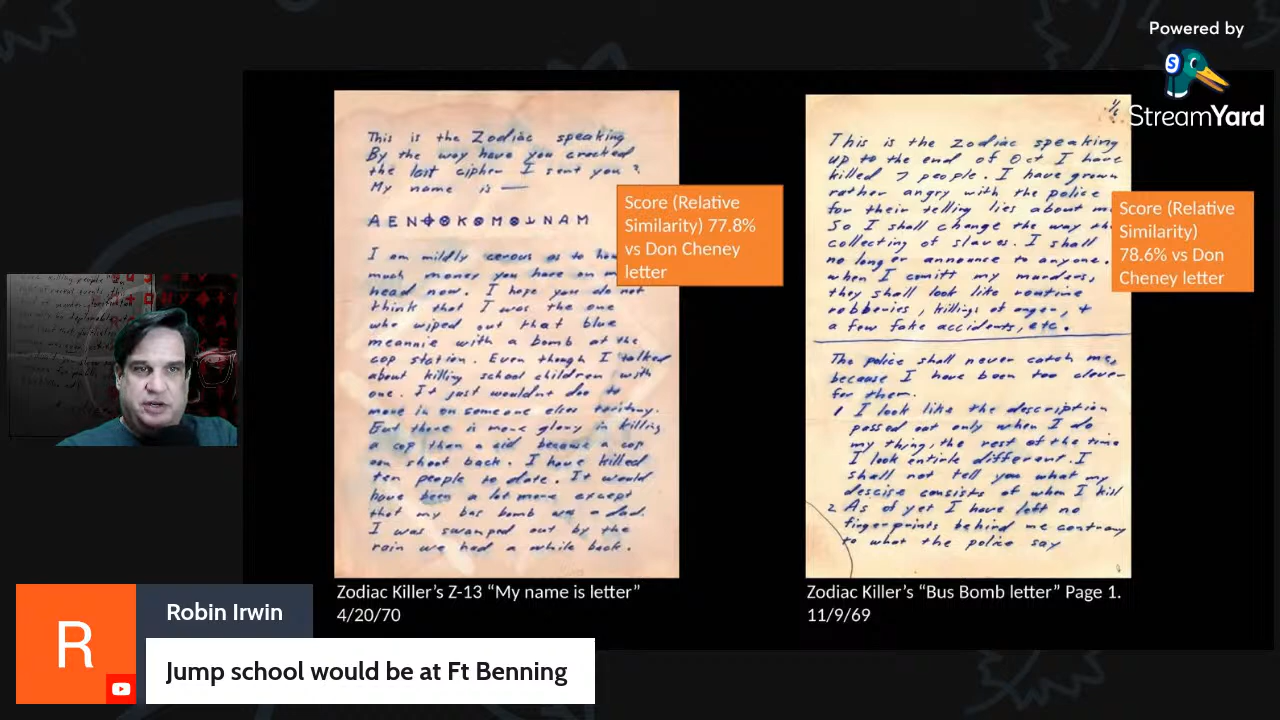 Powered by
StreamYard
This is the Zodiac speaking
By the way have you cracked
the last cipher I sent you?
My name is —
A E N ⌖ ⊗ K ⊗ M ⊗ ⅃ N A M
I am mildly cerous as to how
much money you have on m
head now. I hope you do not
think that I was the one
who wiped out that blue
meannie with a bomb at the
cop station. Even though I talked
about killing school children with
one. It just wouldnt doo to
move in on someone elses teritory.
But there is more glory in killing
a cop than a cid because a cop
can shoot back. I have killed
ten people to date. It would
have been a lot more except
that my bus bomb was a dud.
I was swamped out by the
rain we had a while back.
Score (Relative
Similarity) 77.8%
vs Don Cheney
letter
Zodiac Killer's Z-13 “My name is letter”
4/20/70
1/6
This is the Zodiac speaking
up to the end of Oct I have
killed 7 people. I have grown
rather angry with the police
for their telling lies about m
So I shall change the way the
collecting of slaves. I shall
no longer announce to anyone.
when I comitt my murders,
they shall look like routine
robberies, killings of anger, +
a few fake accidents, etc.
The police shall never catch me,
because I have been too clever
for them.
1 I look like the description
passed out only when I do
my thing, the rest of the time
I look entirle different. I
shall not tell you what my
descise consists of when I kill
2 As of yet I have left no
fingerprints behind me contrary
to what the police say
Score (Relative
Similarity)
78.6% vs Don
Cheney letter
Zodiac Killer's “Bus Bomb letter” Page 1.
11/9/69
R
Robin Irwin
Jump school would be at Ft Benning